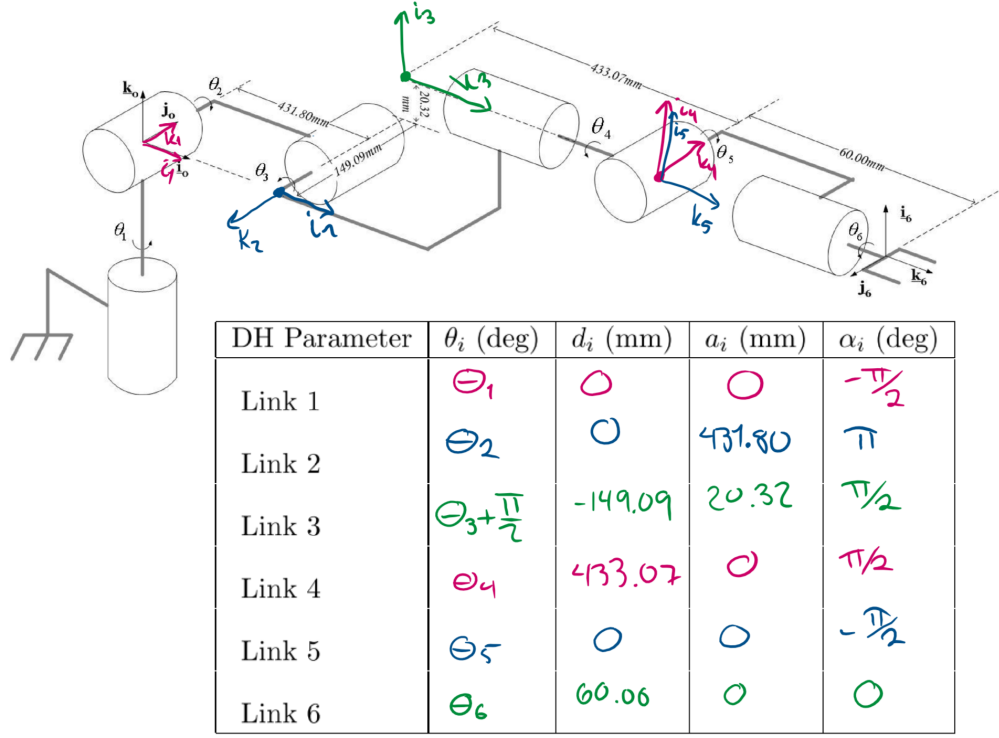 i₃
k₃
433.07mm
k₀
θ₂
431.80mm
20.32
mm
j₀
k₁
i₁
i₀
149.09mm
θ₃
θ₄
i₄
i₅
k₄
θ₅
60.00mm
k₂
i₂
k₅
θ₁
θ₆
i₆
k₆
j₆
DH Parameter θᵢ (deg) dᵢ (mm) aᵢ (mm) αᵢ (deg)
Link 1 θ₁ 0 0 -π/2
Link 2 θ₂ 0 431.80 π
Link 3 θ₃+π/2 -149.09 20.32 π/2
Link 4 θ₄ 433.07 0 π/2
Link 5 θ₅ 0 0 -π/2
Link 6 θ₆ 60.00 0 0